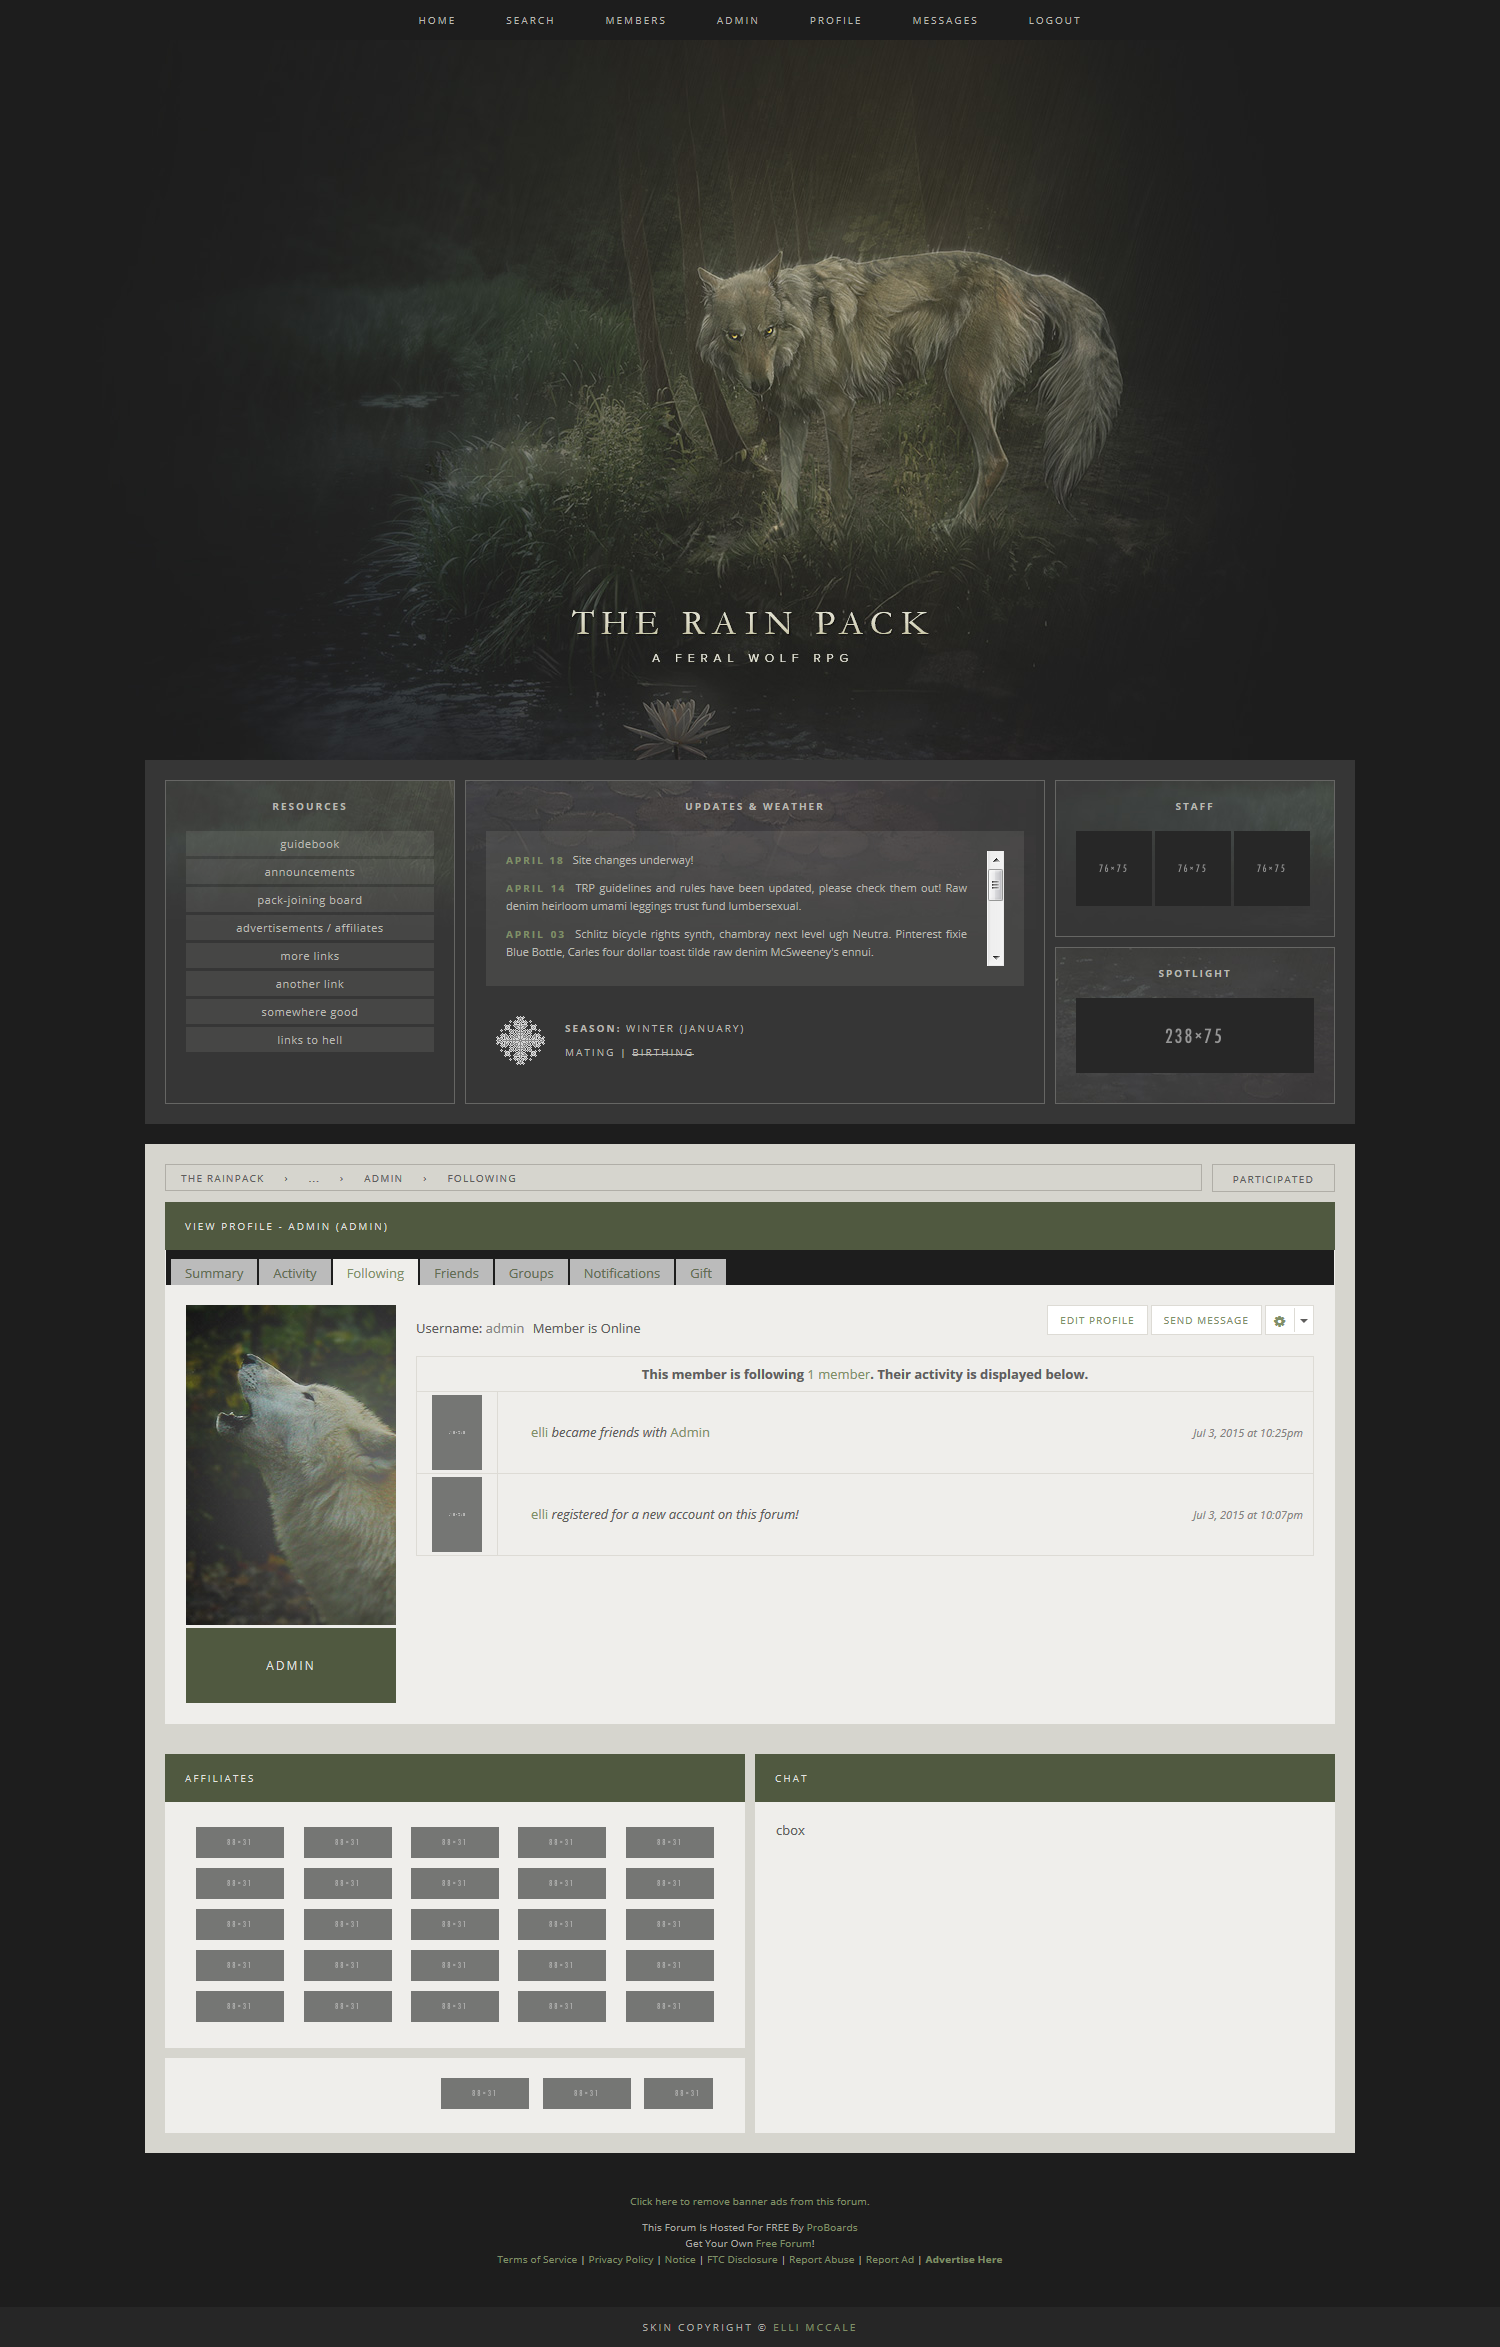 HOME SEARCH MEMBERS ADMIN PROFILE MESSAGES LOGOUT
THE RAIN PACK
A FERAL WOLF RPG
RESOURCES
guidebook
announcements
pack-joining board
advertisements / affiliates
more links
another link
somewhere good
links to hell
UPDATES & WEATHER
APRIL 18 Site changes underway!
APRIL 14 TRP guidelines and rules have been updated, please check them out! Raw
denim heirloom umami leggings trust fund lumbersexual.
APRIL 03 Schlitz bicycle rights synth, chambray next level ugh Neutra. Pinterest fixie
Blue Bottle, Carles four dollar toast tilde raw denim McSweeney's ennui.
SEASON: WINTER (JANUARY)
MATING | BIRTHING
STAFF
76×75 76×75 76×75
SPOTLIGHT
238×75
THE RAINPACK › ... › ADMIN › FOLLOWING
PARTICIPATED
VIEW PROFILE - ADMIN (ADMIN)
Summary Activity Following Friends Groups Notifications Gift
ADMIN
Username: admin Member is Online
EDIT PROFILE SEND MESSAGE
This member is following 1 member. Their activity is displayed below.
elli became friends with Admin Jul 3, 2015 at 10:25pm
elli registered for a new account on this forum! Jul 3, 2015 at 10:07pm
AFFILIATES
88×31 88×31 88×31 88×31 88×31
88×31 88×31 88×31 88×31 88×31
88×31 88×31 88×31 88×31 88×31
88×31 88×31 88×31 88×31 88×31
88×31 88×31 88×31 88×31 88×31
88×31 88×31 88×31
CHAT
cbox
Click here to remove banner ads from this forum.
This Forum Is Hosted For FREE By ProBoards
Get Your Own Free Forum!
Terms of Service | Privacy Policy | Notice | FTC Disclosure | Report Abuse | Report Ad | Advertise Here
SKIN COPYRIGHT © ELLI MCCALE